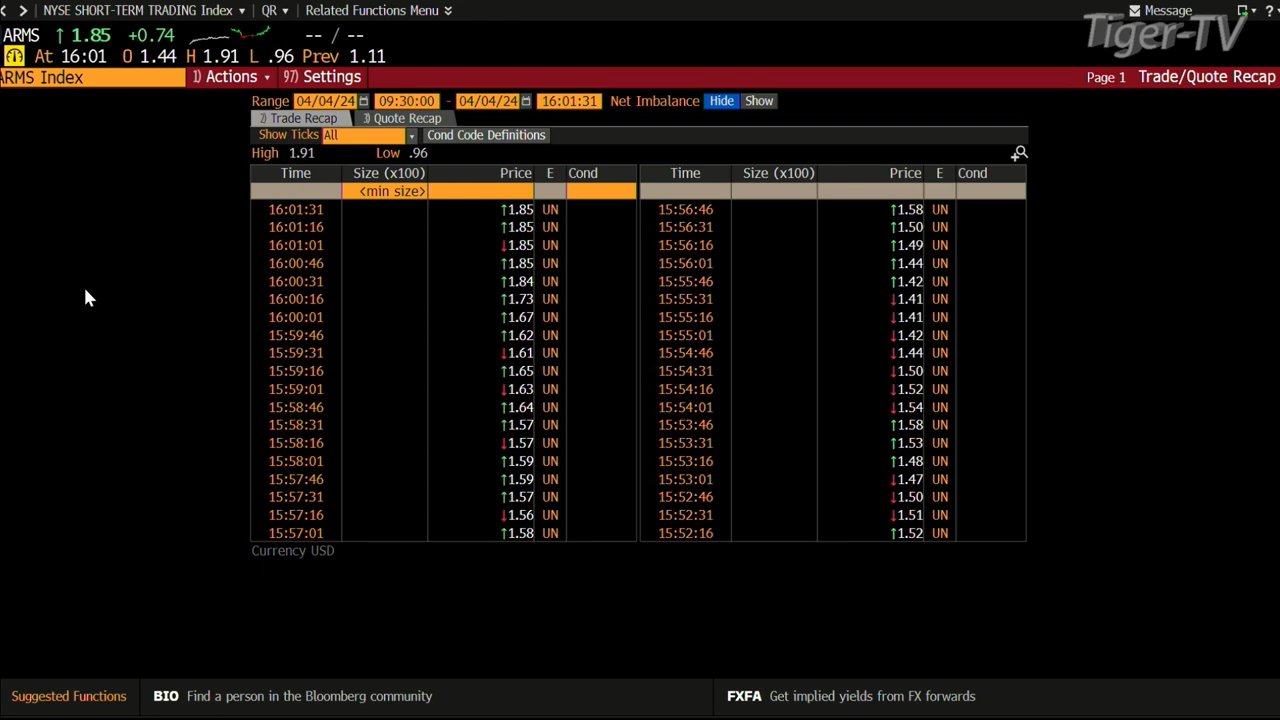 NYSE SHORT-TERM TRADING Index QR Related Functions Menu Message ?
Tiger-TV
ARMS ↑ 1.85 +0.74 -- / --
At 16:01 O 1.44 H 1.91 L .96 Prev 1.11
ARMS Index 1) Actions 97) Settings Page 1 Trade/Quote Recap
Range 04/04/24 09:30:00 - 04/04/24 16:01:31 Net Imbalance Hide Show
2) Trade Recap 3) Quote Recap
Show Ticks All Cond Code Definitions
High 1.91 Low .96
Time Size (x100) Price E Cond Time Size (x100) Price E Cond
<min size>
16:01:31 ↑1.85 UN 15:56:46 ↑1.58 UN
16:01:16 ↑1.85 UN 15:56:31 ↑1.50 UN
16:01:01 ↓1.85 UN 15:56:16 ↑1.49 UN
16:00:46 ↑1.85 UN 15:56:01 ↑1.44 UN
16:00:31 ↑1.84 UN 15:55:46 ↑1.42 UN
16:00:16 ↑1.73 UN 15:55:31 ↓1.41 UN
16:00:01 ↑1.67 UN 15:55:16 ↓1.41 UN
15:59:46 ↑1.62 UN 15:55:01 ↓1.42 UN
15:59:31 ↓1.61 UN 15:54:46 ↓1.44 UN
15:59:16 ↑1.65 UN 15:54:31 ↓1.50 UN
15:59:01 ↓1.63 UN 15:54:16 ↓1.52 UN
15:58:46 ↑1.64 UN 15:54:01 ↓1.54 UN
15:58:31 ↑1.57 UN 15:53:46 ↑1.58 UN
15:58:16 ↓1.57 UN 15:53:31 ↑1.53 UN
15:58:01 ↑1.59 UN 15:53:16 ↑1.48 UN
15:57:46 ↑1.59 UN 15:53:01 ↓1.47 UN
15:57:31 ↑1.57 UN 15:52:46 ↓1.50 UN
15:57:16 ↓1.56 UN 15:52:31 ↓1.51 UN
15:57:01 ↑1.58 UN 15:52:16 ↑1.52 UN
Currency USD
Suggested Functions BIO Find a person in the Bloomberg community FXFA Get implied yields from FX forwards